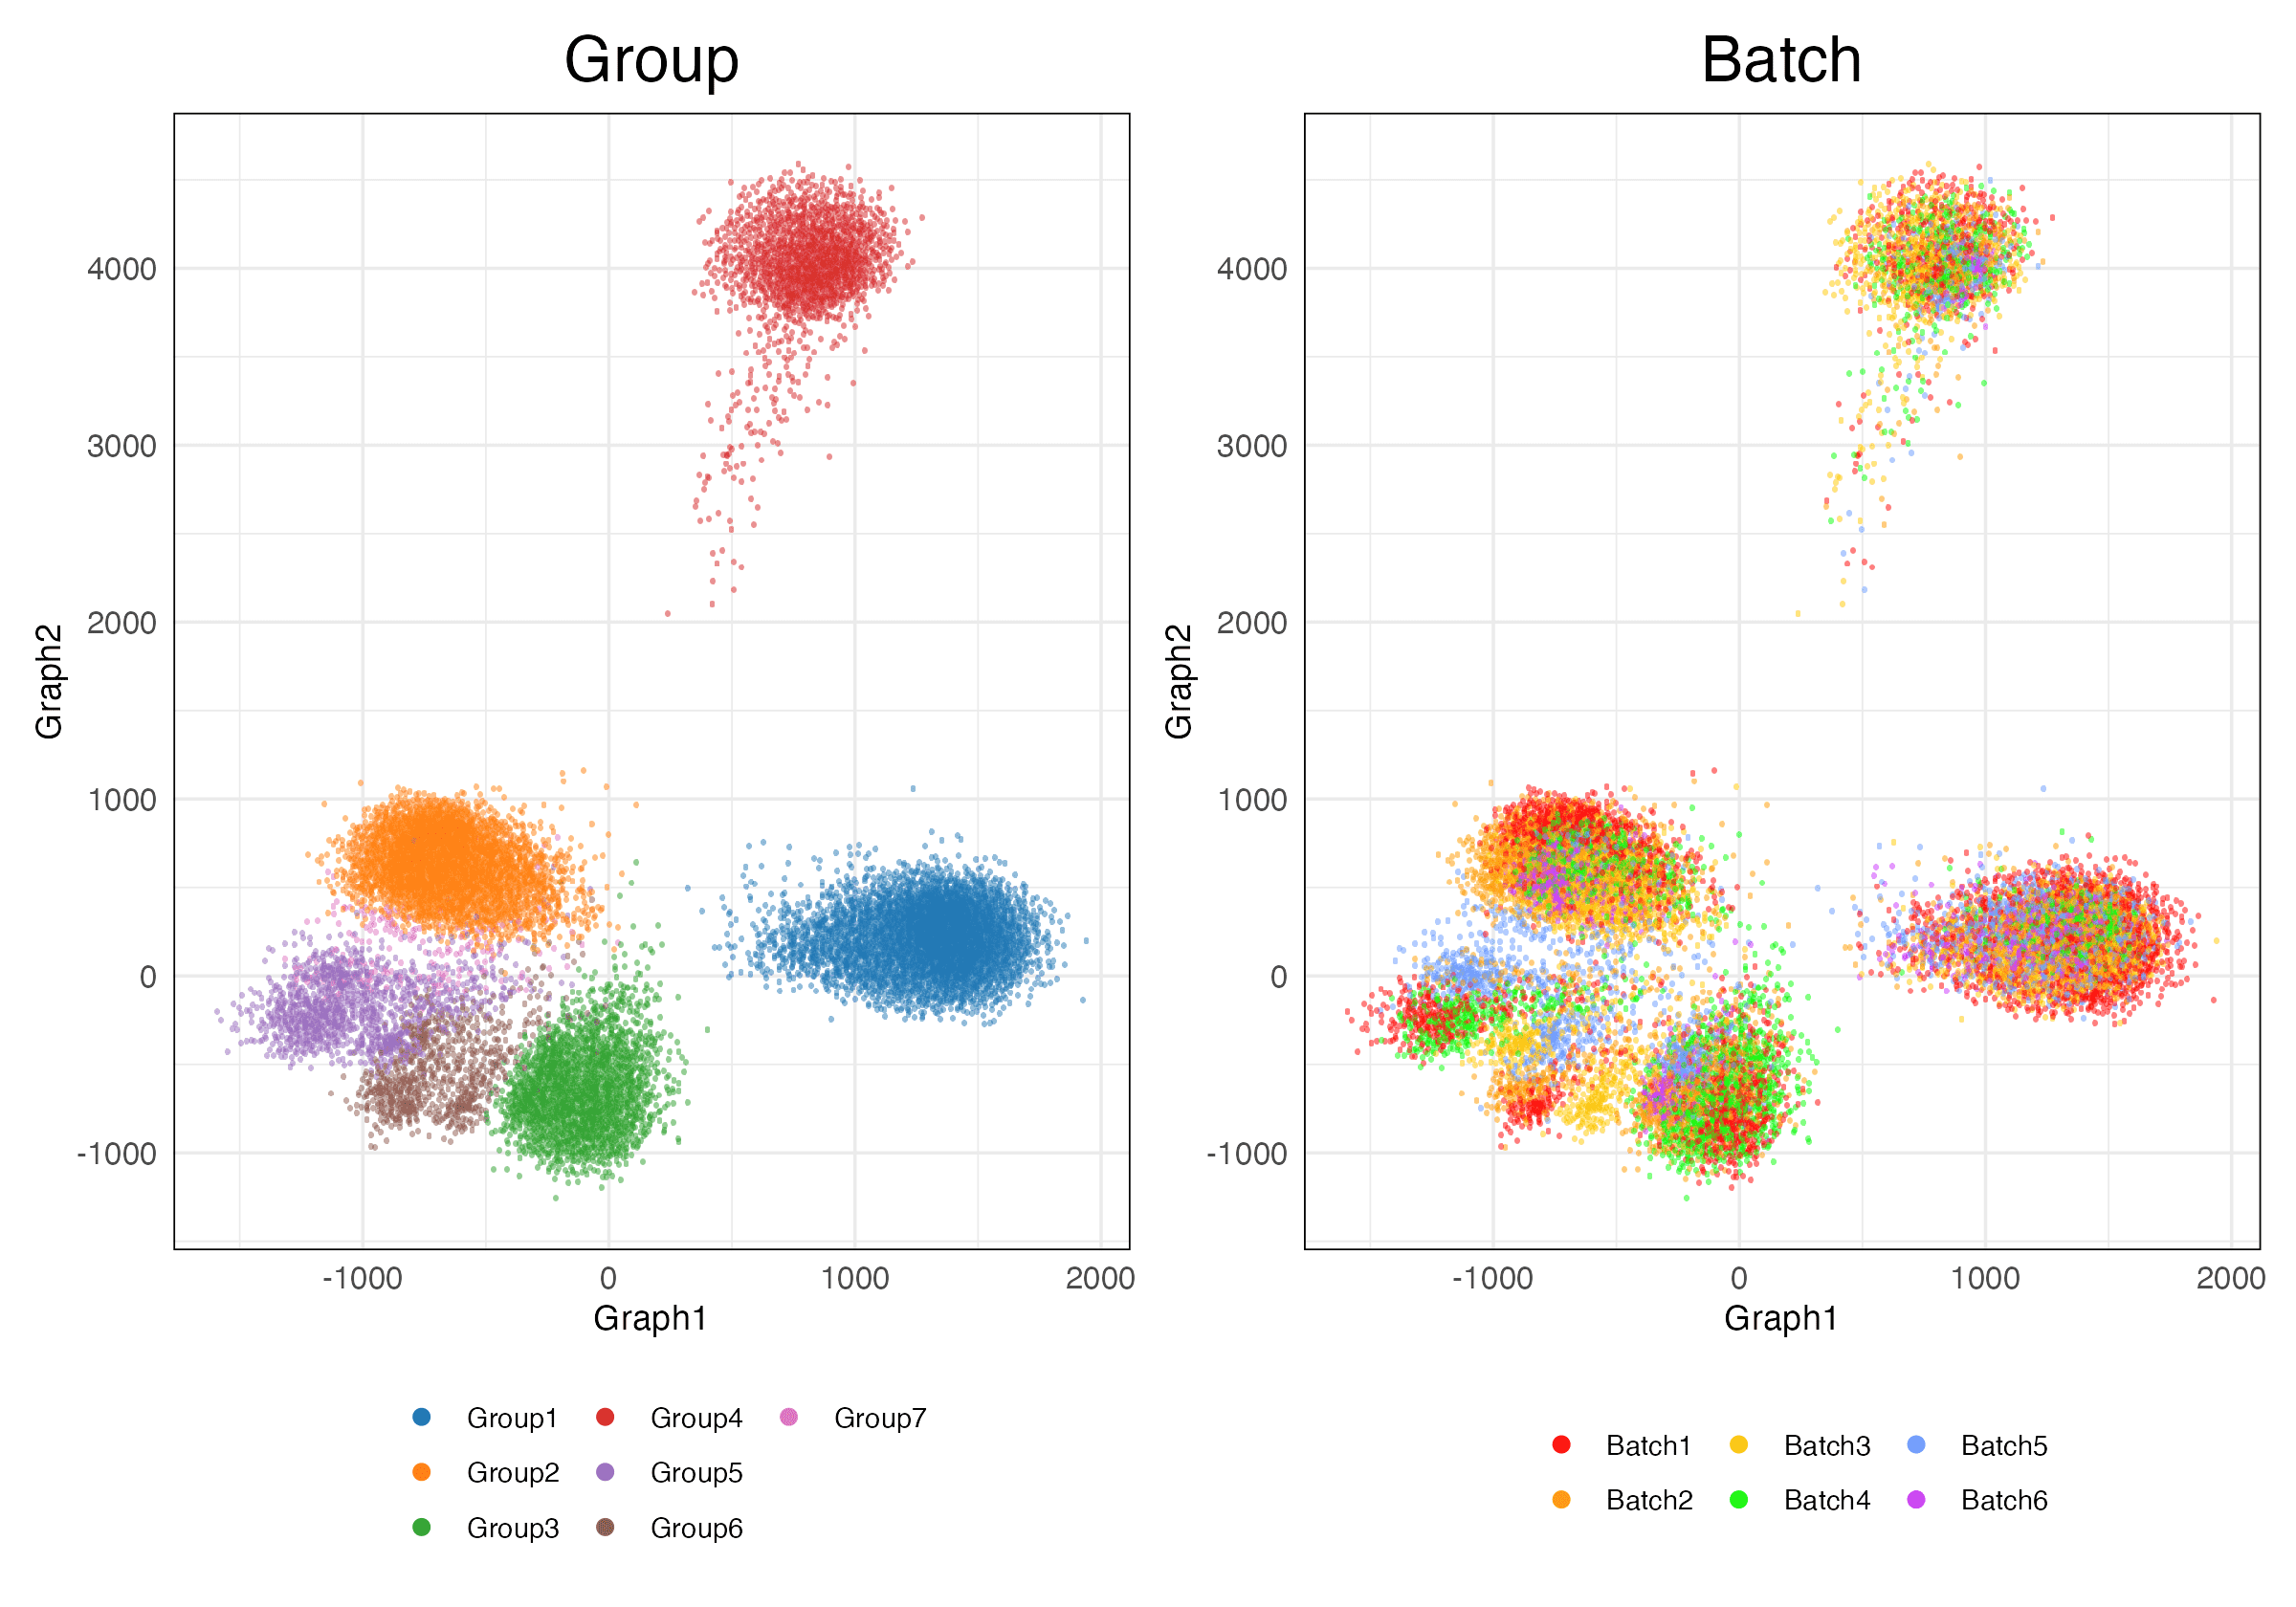 Group
Batch
4000
3000
2000
1000
0
-1000
Graph2
-1000 0 1000 2000
Graph1
4000
3000
2000
1000
0
-1000
Graph2
-1000 0 1000 2000
Graph1
Group1 Group4 Group7
Group2 Group5
Group3 Group6
Batch1 Batch3 Batch5
Batch2 Batch4 Batch6